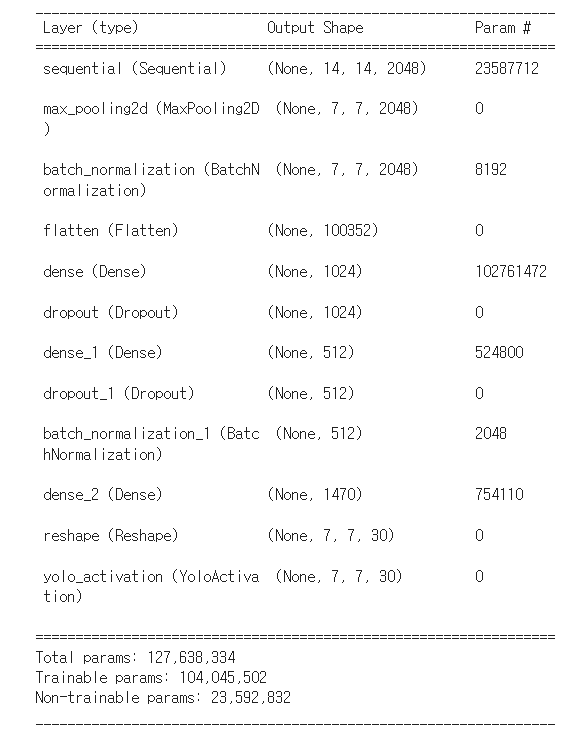 Layer (type) Output Shape Param #
sequential (Sequential) (None, 14, 14, 2048) 23587712
max_pooling2d (MaxPooling2D (None, 7, 7, 2048) 0
)
batch_normalization (BatchN (None, 7, 7, 2048) 8192
ormalization)
flatten (Flatten) (None, 100352) 0
dense (Dense) (None, 1024) 102761472
dropout (Dropout) (None, 1024) 0
dense_1 (Dense) (None, 512) 524800
dropout_1 (Dropout) (None, 512) 0
batch_normalization_1 (Batc (None, 512) 2048
hNormalization)
dense_2 (Dense) (None, 1470) 754110
reshape (Reshape) (None, 7, 7, 30) 0
yolo_activation (YoloActiva (None, 7, 7, 30) 0
tion)
Total params: 127,638,334
Trainable params: 104,045,502
Non-trainable params: 23,592,832